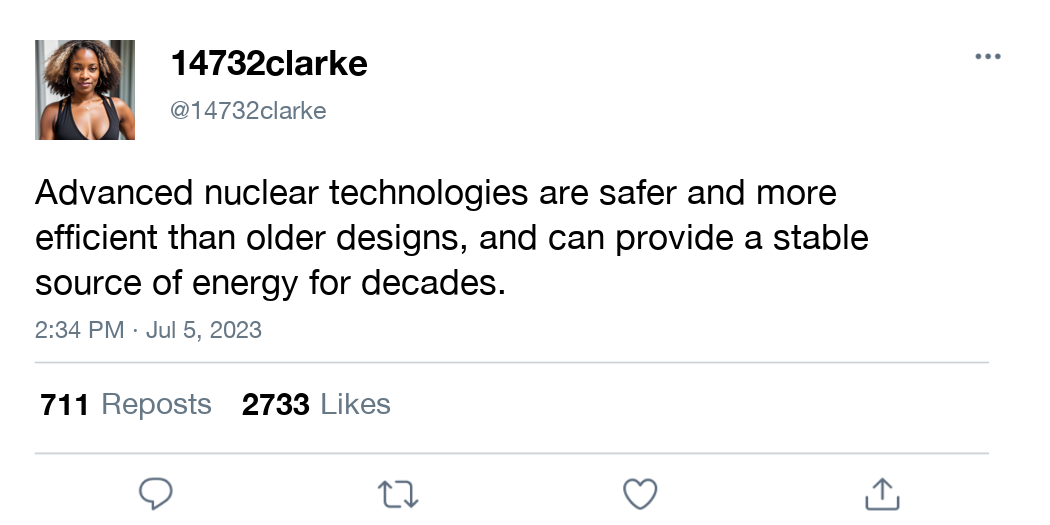 14732clarke
@14732clarke
Advanced nuclear technologies are safer and more
efficient than older designs, and can provide a stable
source of energy for decades.
2:34 PM · Jul 5, 2023
711 Reposts 2733 Likes